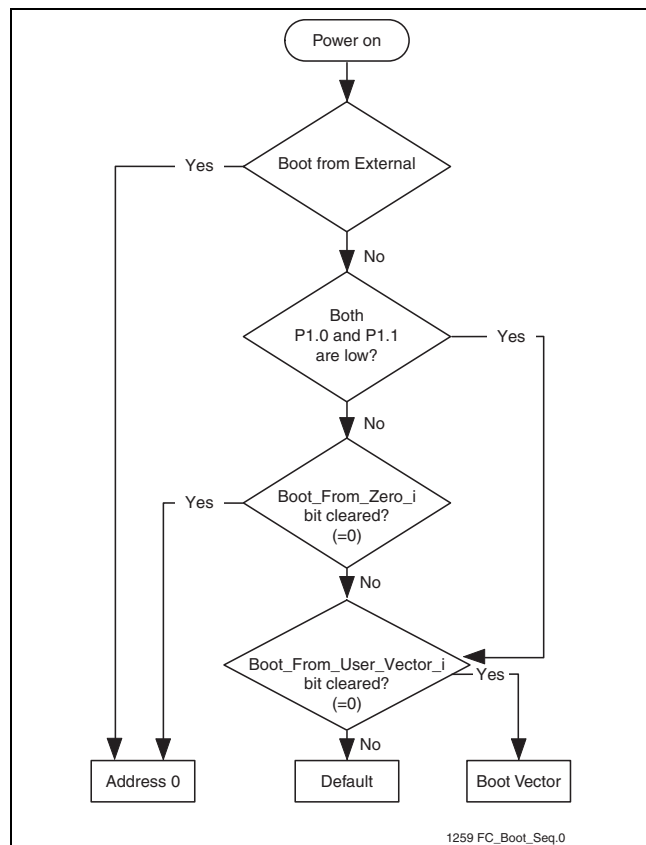 Power on
Boot from External
Yes
No
Both
P1.0 and P1.1
are low?
Yes
No
Boot_From_Zero_i
bit cleared?
(=0)
Yes
No
Boot_From_User_Vector_i
bit cleared?
(=0)
Yes
No
Address 0
Default
Boot Vector
1259 FC_Boot_Seq.0